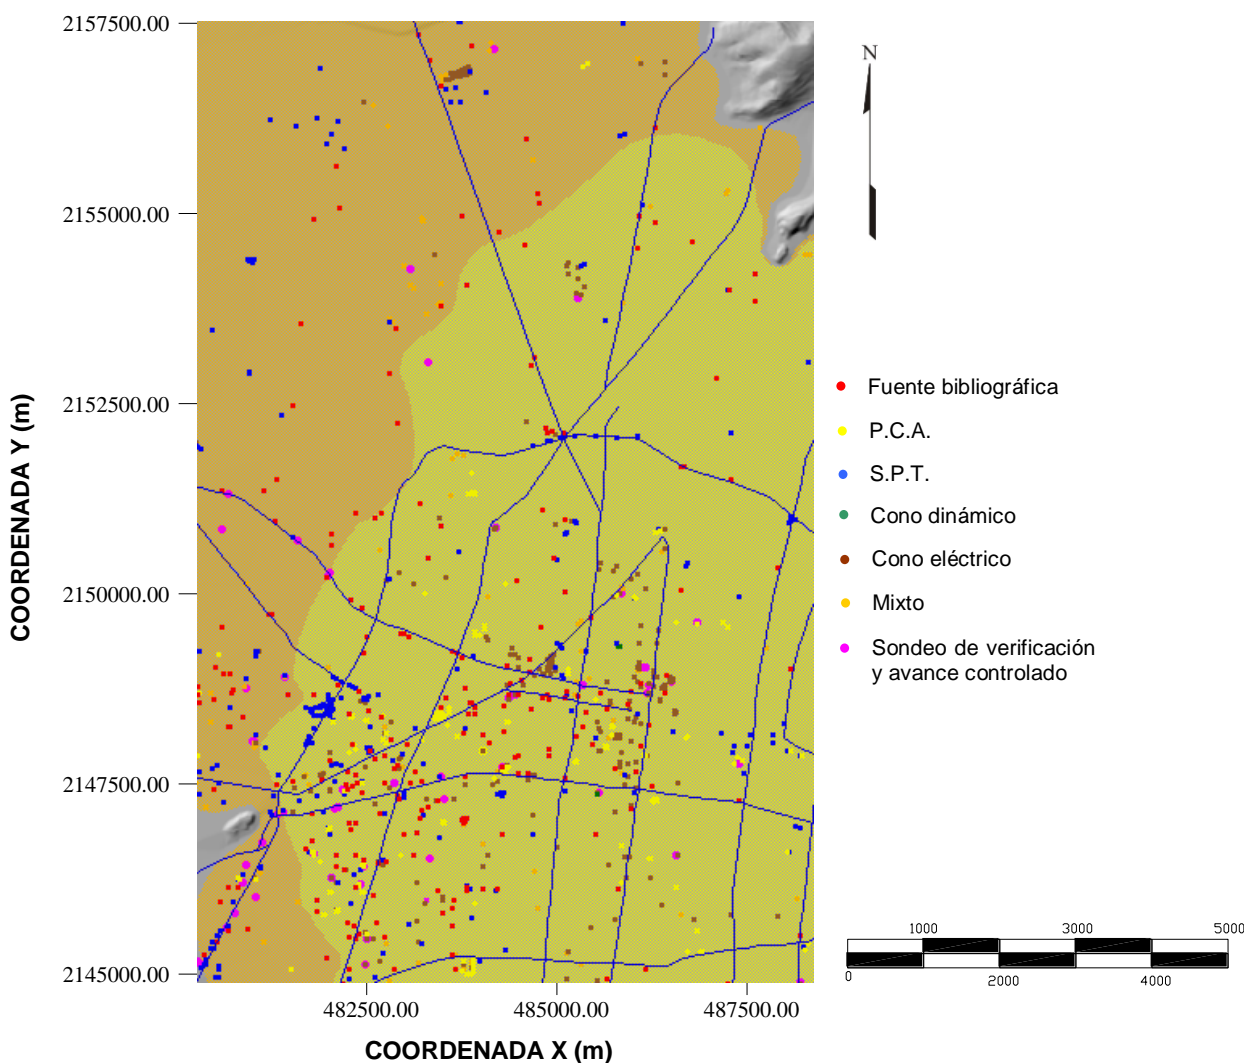 2157500.00
2155000.00
2152500.00
2150000.00
2147500.00
2145000.00
COORDENADA Y (m)
482500.00
485000.00
487500.00
COORDENADA X (m)
N
Fuente bibliográfica
P.C.A.
S.P.T.
Cono dinámico
Cono eléctrico
Mixto
Sondeo de verificación
y avance controlado
1000
3000
5000
0
2000
4000